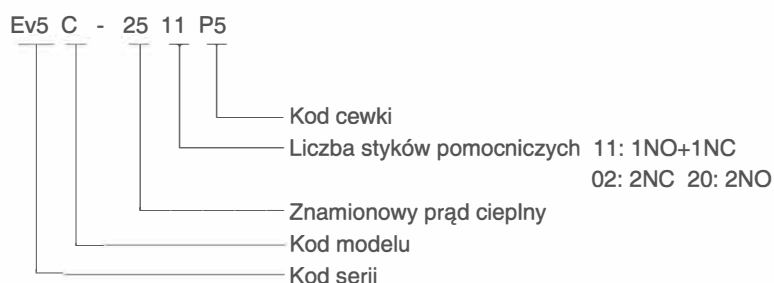 Ev5 C - 25 11 P5
Kod cewki
Liczba styków pomocniczych 11: 1NO+1NC
02: 2NC 20: 2NO
Znamionowy prąd cieplny
Kod modelu
Kod serii